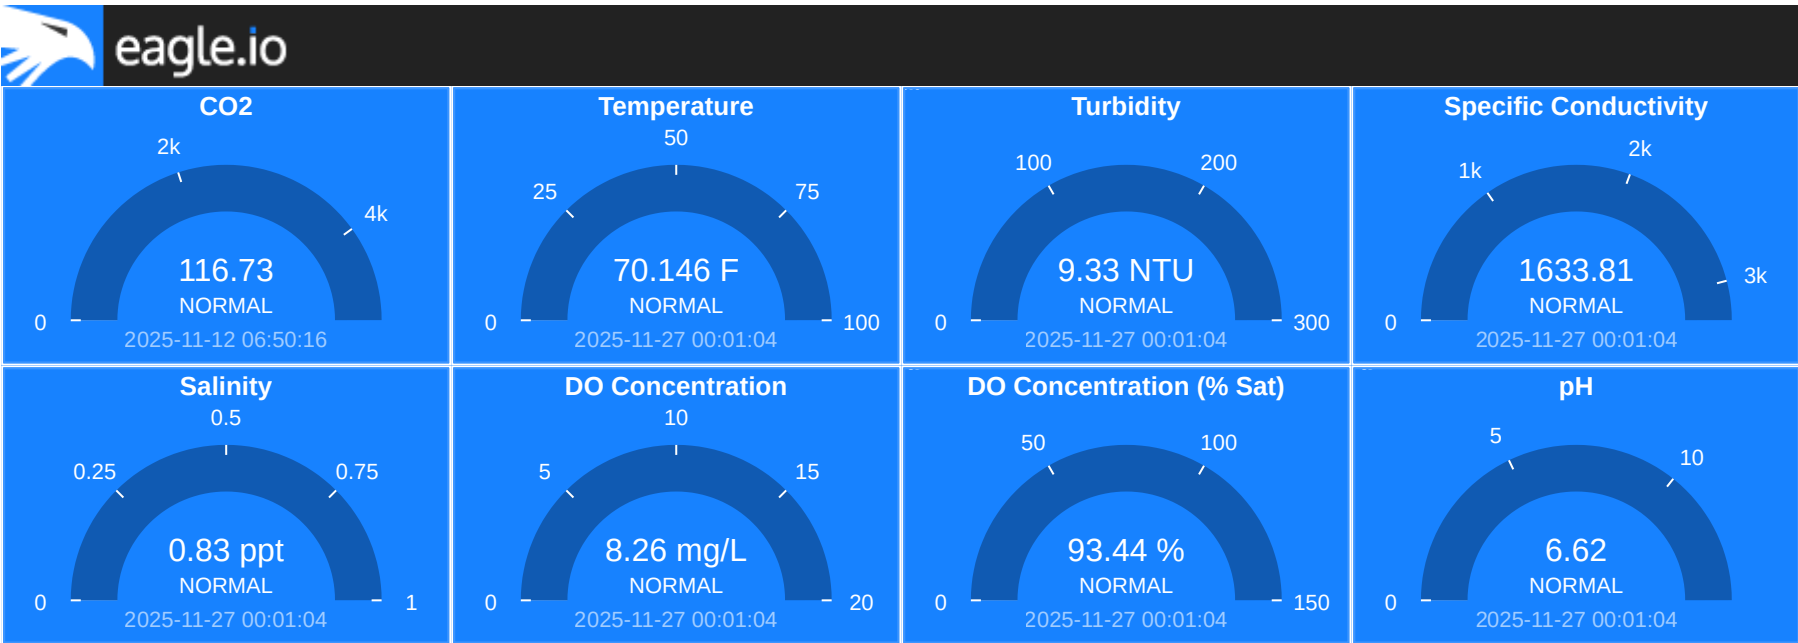 eagle.io
CO2
2k
4k
0
116.73
NORMAL
2025-11-12 06:50:16
Temperature
50
25
75
0
100
70.146 F
NORMAL
2025-11-27 00:01:04
Turbidity
100
200
0
300
9.33 NTU
NORMAL
2025-11-27 00:01:04
Specific Conductivity
2k
1k
3k
0
1633.81
NORMAL
2025-11-27 00:01:04
Salinity
0.5
0.25
0.75
0
1
0.83 ppt
NORMAL
2025-11-27 00:01:04
DO Concentration
10
5
15
0
20
8.26 mg/L
NORMAL
2025-11-27 00:01:04
DO Concentration (% Sat)
50
100
0
150
93.44 %
NORMAL
2025-11-27 00:01:04
pH
5
10
0
6.62
NORMAL
2025-11-27 00:01:04